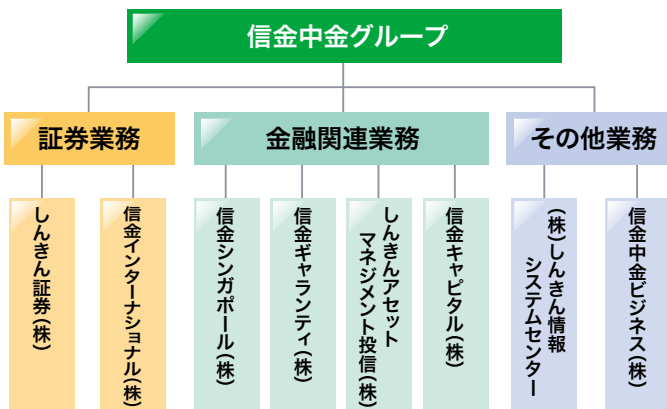 信金中金グループ
証券業務
金融関連業務
その他業務
しんきん証券(株)
信金インターナショナル(株)
信金シンガポール(株)
信金ギャランティ(株)
しんきんアセット
マネジメント投信(株)
信金キャピタル(株)
(株)しんきん情報
システムセンター
信金中金ビジネス(株)